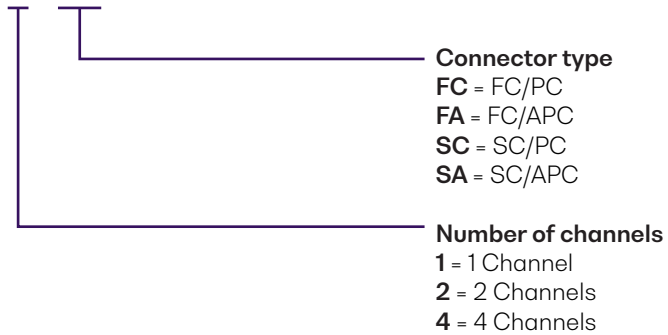 Connector type
FC = FC/PC
FA = FC/APC
SC = SC/PC
SA = SC/APC
Number of channels
1 = 1 Channel
2 = 2 Channels
4 = 4 Channels